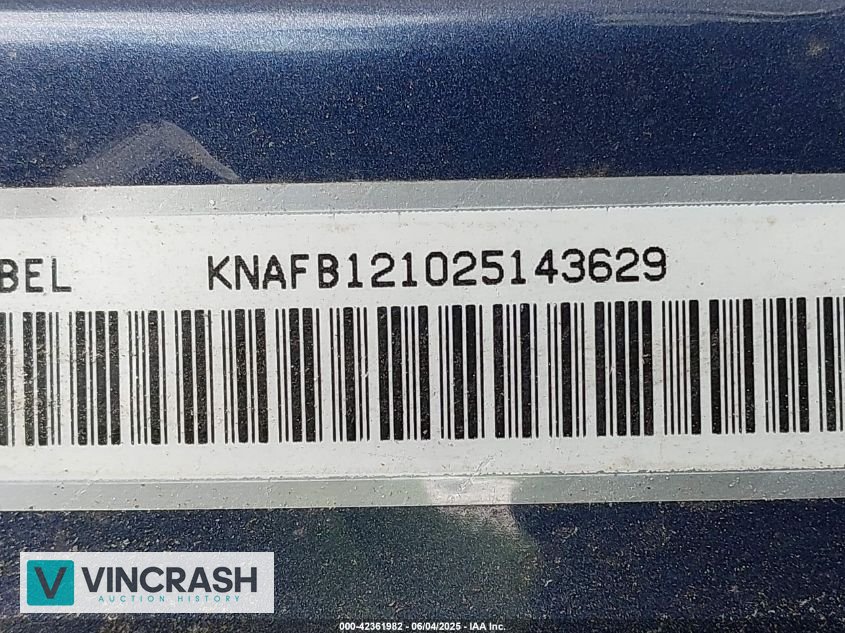 BEL KNAFB121025143629
VINCRASH
AUCTION HISTORY
000-42361982 - 06/04/2025 - IAA Inc.